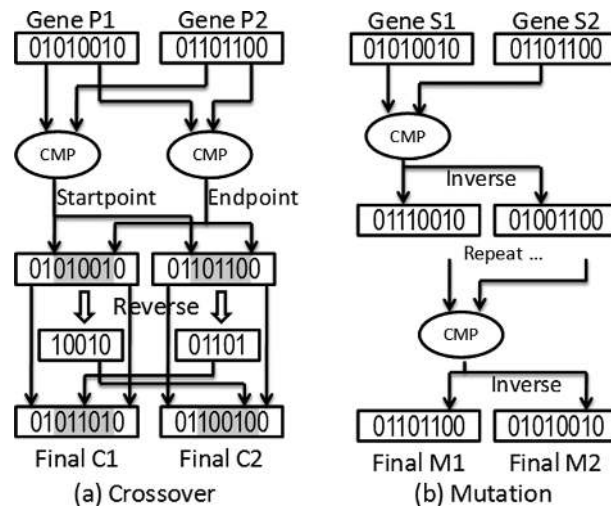 Gene P1
Gene P2
01010010
01101100
CMP
CMP
Startpoint
Endpoint
01010010
01101100
Reverse
10010
01101
01011010
01100100
Final C1
Final C2
(a) Crossover
Gene S1
Gene S2
01010010
01101100
CMP
Inverse
01110010
01001100
Repeat ...
CMP
Inverse
01101100
01010010
Final M1
Final M2
(b) Mutation